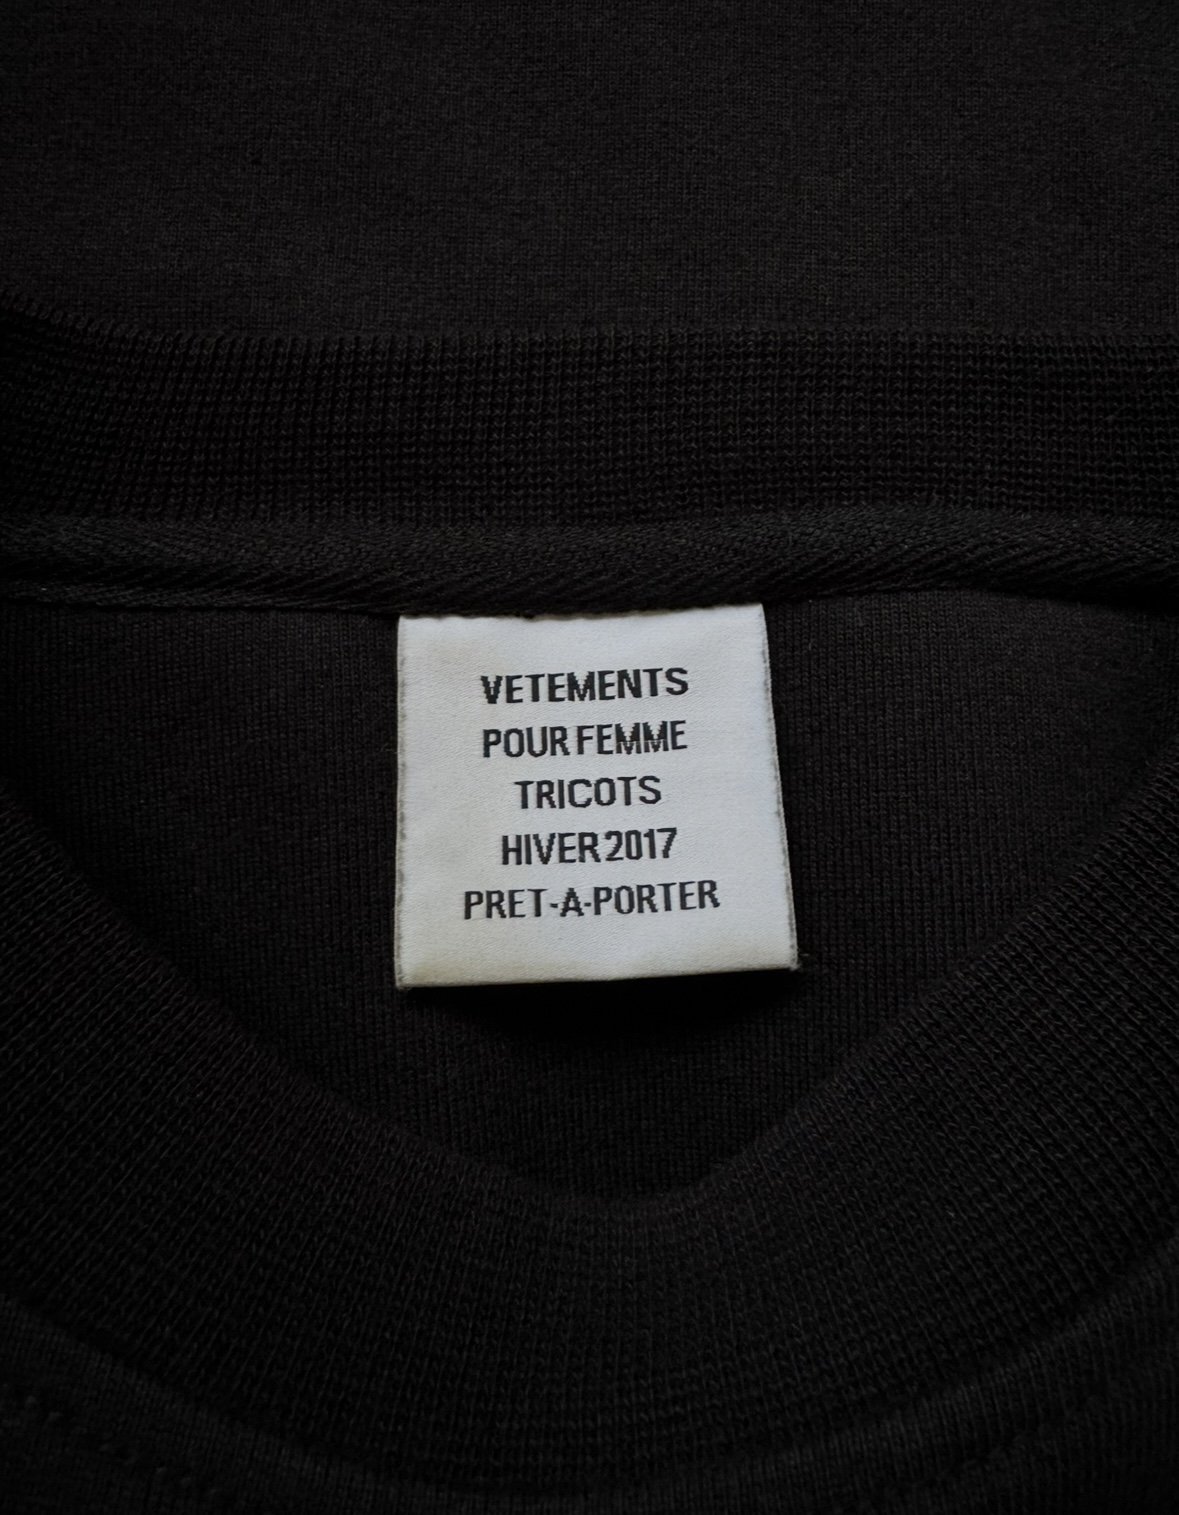 VETEMENTS
POUR FEMME
TRICOTS
HIVER 2017
PRET-A-PORTER